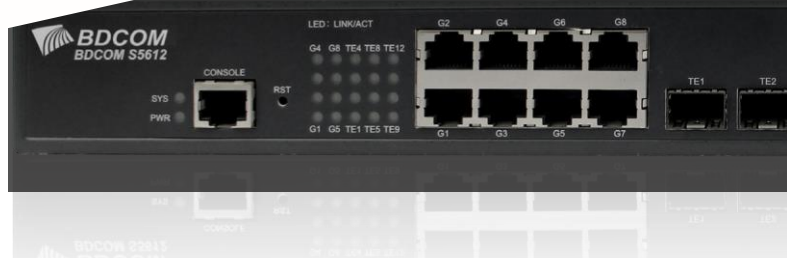 BDCOM
BDCOM S5612
LED: LINK/ACT
G4 G8 TE4 TE8 TE12
G1 G5 TE1 TE5 TE9
CONSOLE
SYS
PWR
RST
G2 G4 G6 G8
G1 G3 G5 G7
TE1 TE2